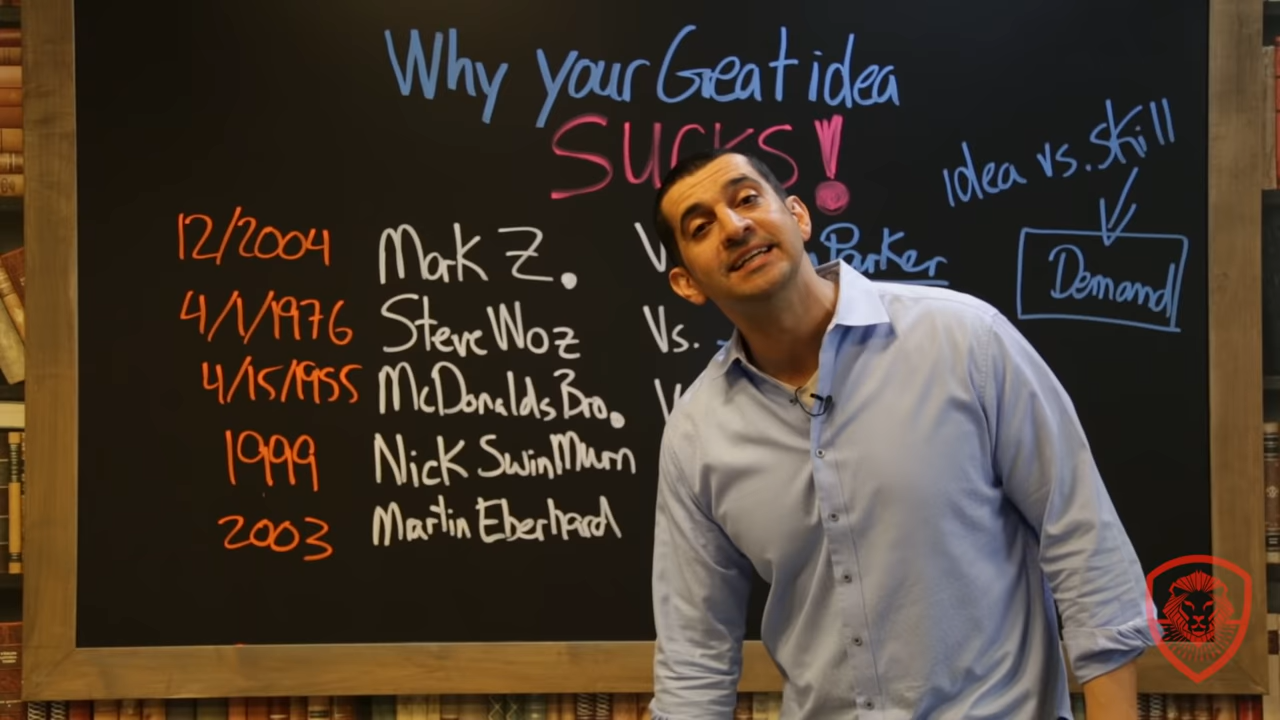 Why your Great idea
SUCKS!
idea vs. Skill
12/2004 Mark Z. Parker
Demand
4/1/1976 Steve Woz Vs.
4/15/1955 McDonalds Bro.
1999 Nick SwinMurn
2003 Martin Eberhard